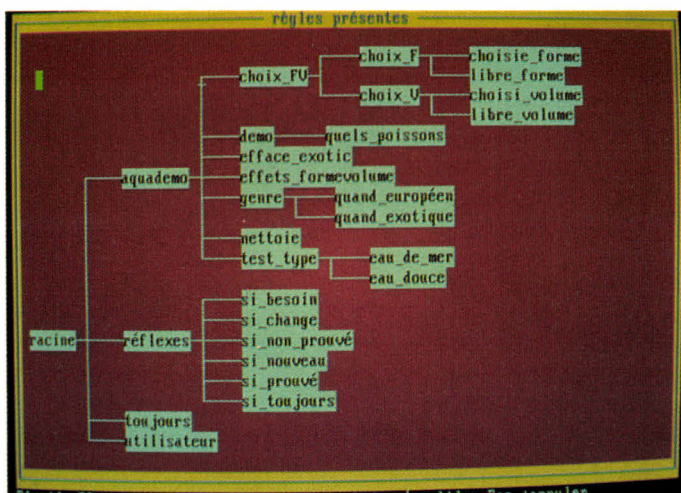 règles présentes
choix_F
choisie_forme
libre_forme
choix_FV
choix_V
choisi_volume
libre_volume
demo
quels_poissons
efface_exotic
aquademo
effets_formevolume
genre
quand_européen
quand_exotique
nettoie
test_type
eau_de_mer
eau_douce
si_besoin
si_change
racine
réflexes
si_non_prouvé
si_nouveau
si_prouvé
si_toujours
toujours
utilisateur